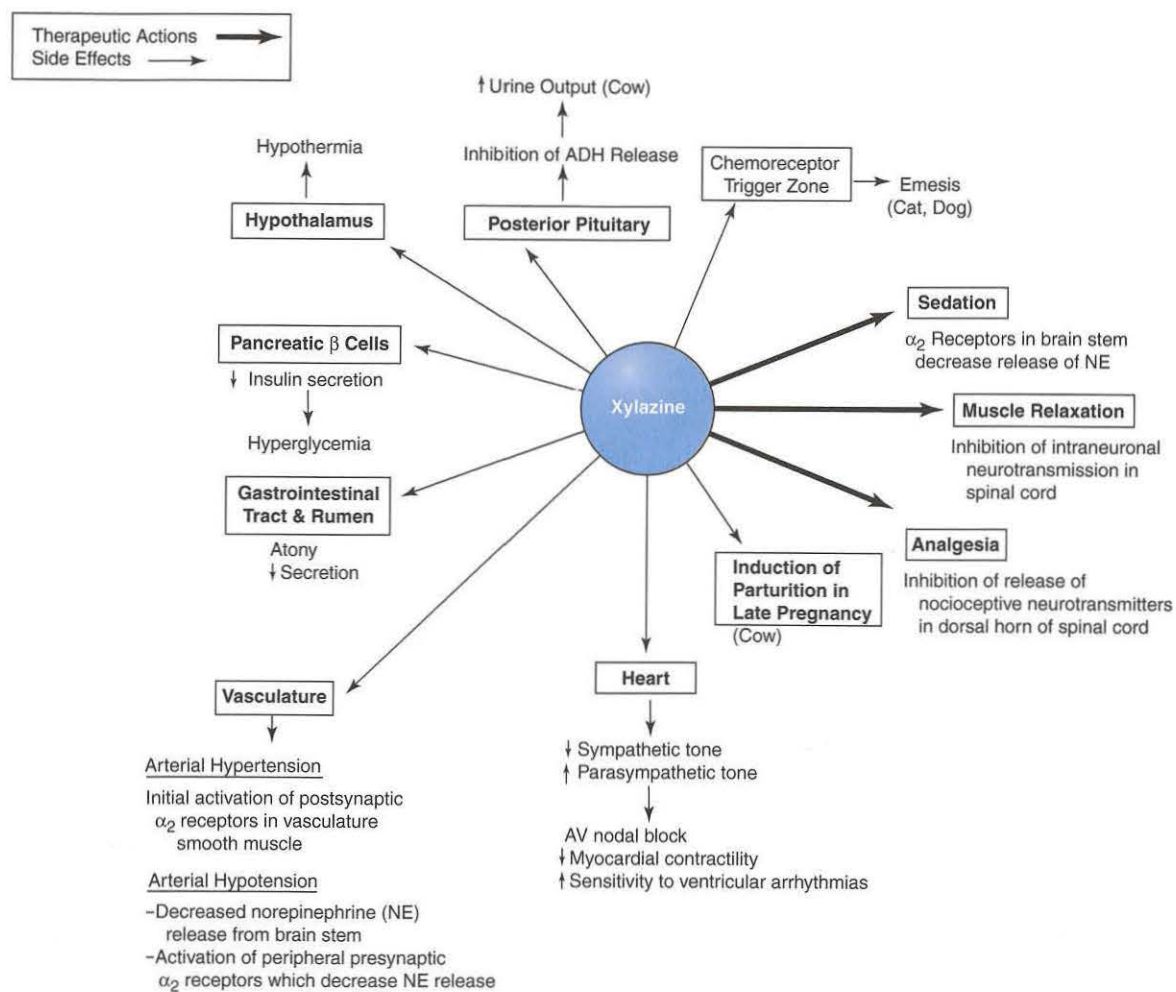 Therapeutic Actions
Side Effects
↑ Urine Output (Cow)
Hypothermia
Inhibition of ADH Release
Chemoreceptor
Trigger Zone
Emesis
(Cat, Dog)
Hypothalamus
Posterior Pituitary
Sedation
α2 Receptors in brain stem
decrease release of NE
Pancreatic β Cells
↓ Insulin secretion
Hyperglycemia
Xylazine
Muscle Relaxation
Inhibition of intraneuronal
neurotransmission in
spinal cord
Gastrointestinal
Tract & Rumen
Atony
↓ Secretion
Analgesia
Inhibition of release of
nocioceptive neurotransmitters
in dorsal horn of spinal cord
Induction of
Parturition in
Late Pregnancy
(Cow)
Heart
↓ Sympathetic tone
↑ Parasympathetic tone
AV nodal block
↓ Myocardial contractility
↑ Sensitivity to ventricular arrhythmias
Vasculature
Arterial Hypertension
Initial activation of postsynaptic
α2 receptors in vasculature
smooth muscle
Arterial Hypotension
–Decreased norepinephrine (NE)
release from brain stem
–Activation of peripheral presynaptic
α2 receptors which decrease NE release